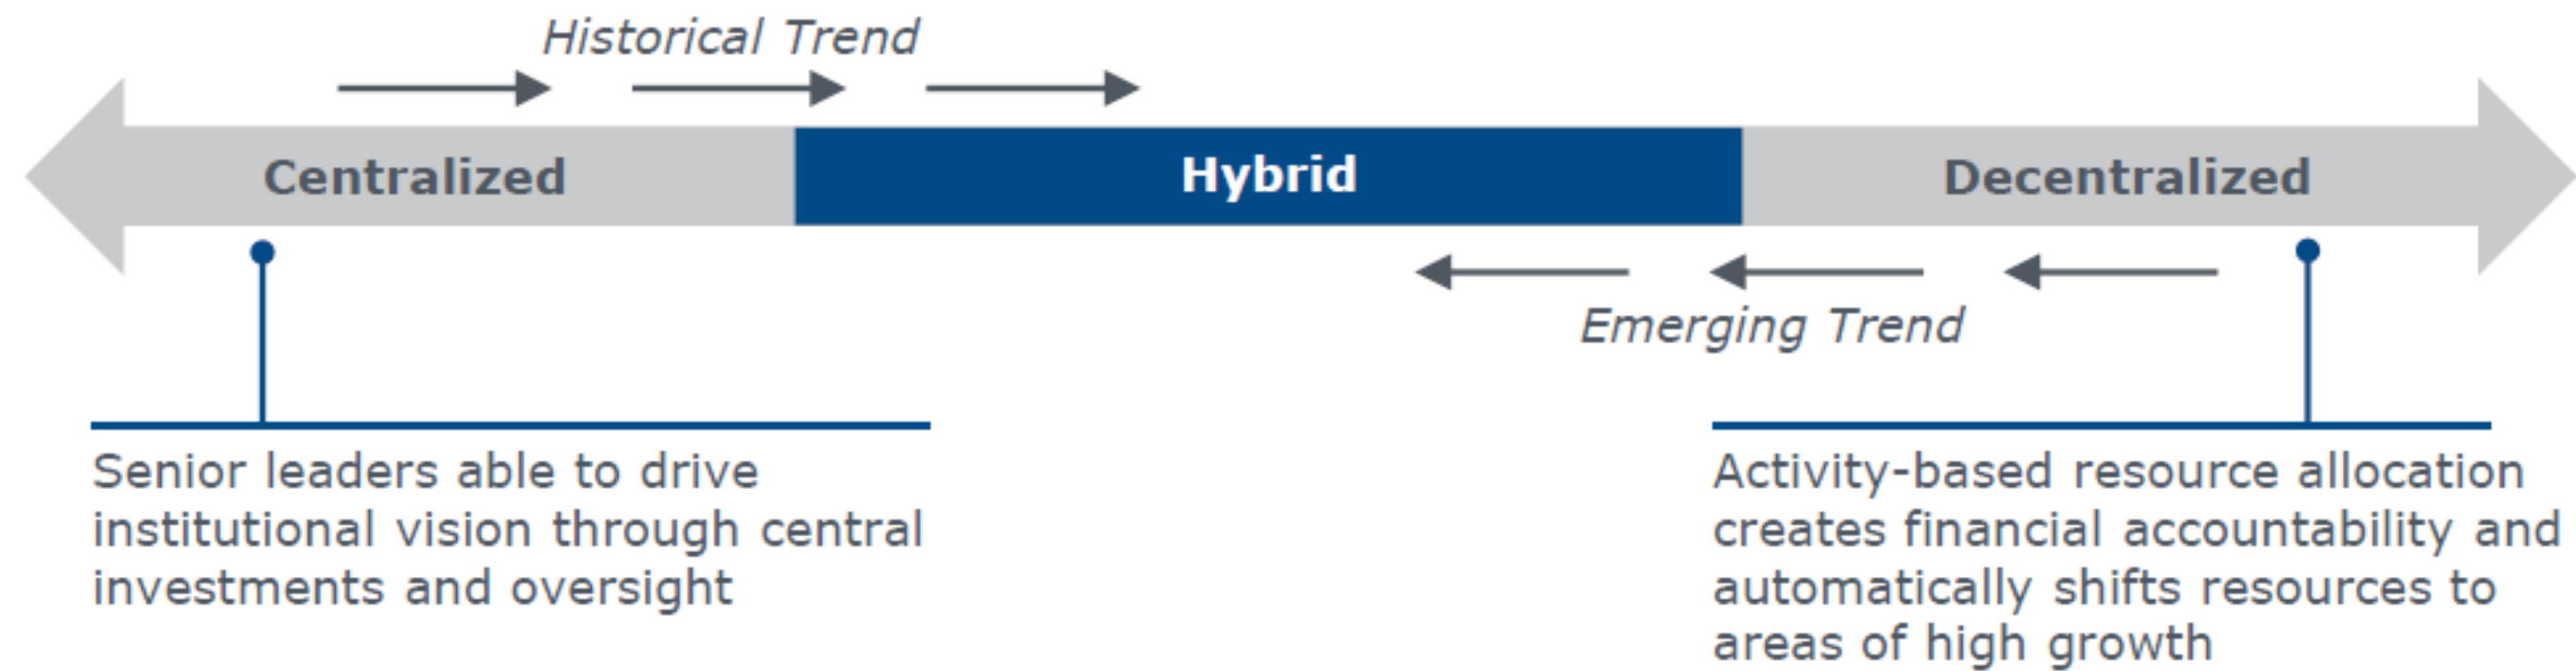 Historical Trend
Centralized
Hybrid
Decentralized
Emerging Trend
Senior leaders able to drive
institutional vision through central
investments and oversight
Activity-based resource allocation
creates financial accountability and
automatically shifts resources to
areas of high growth